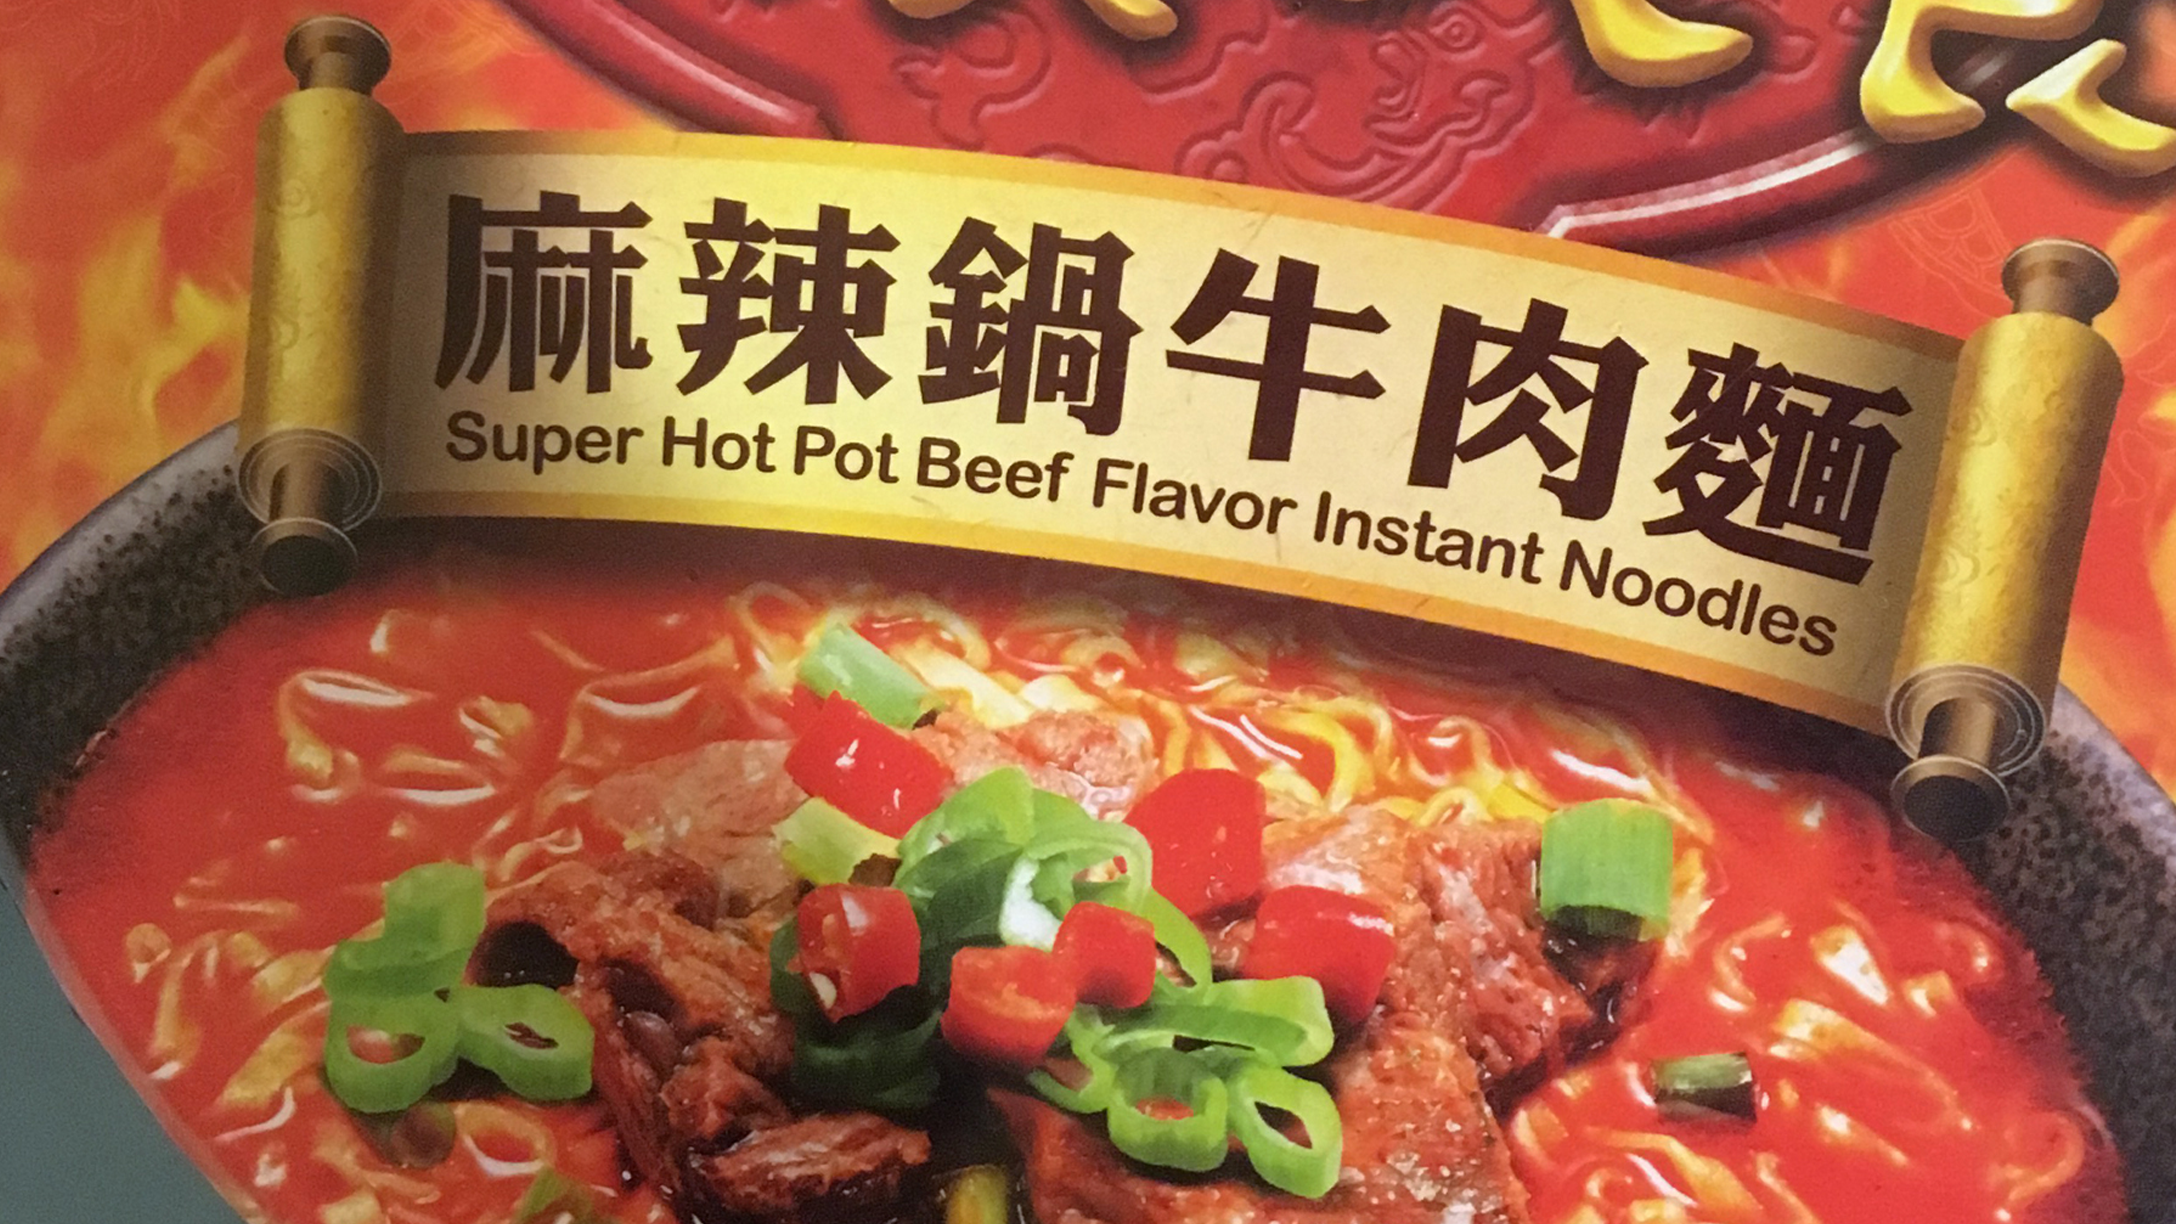 麻辣鍋牛肉麵
Super Hot Pot Beef Flavor Instant Noodles